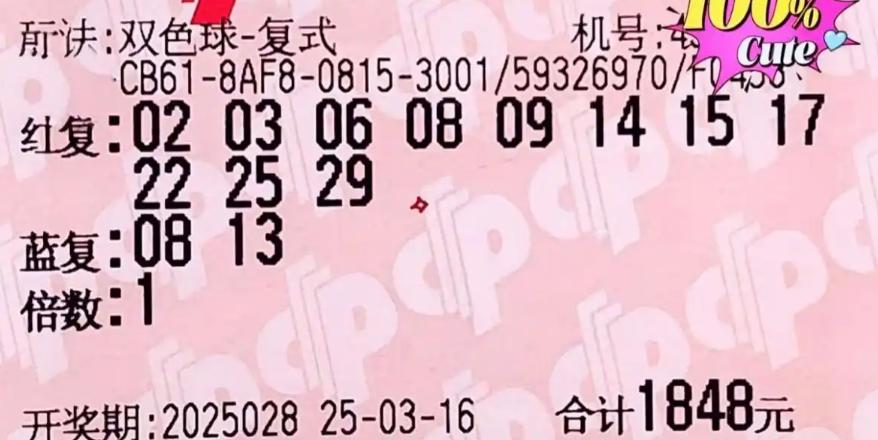 玩法:双色球-复式
机号:
100%
Cute
CB61-8AF8-0815-3001/59326970/
红复:02 03 06 08 09 14 15 17
22 25 29
蓝复:08 13
倍数:1
开奖期:2025028 25-03-16
合计1848元